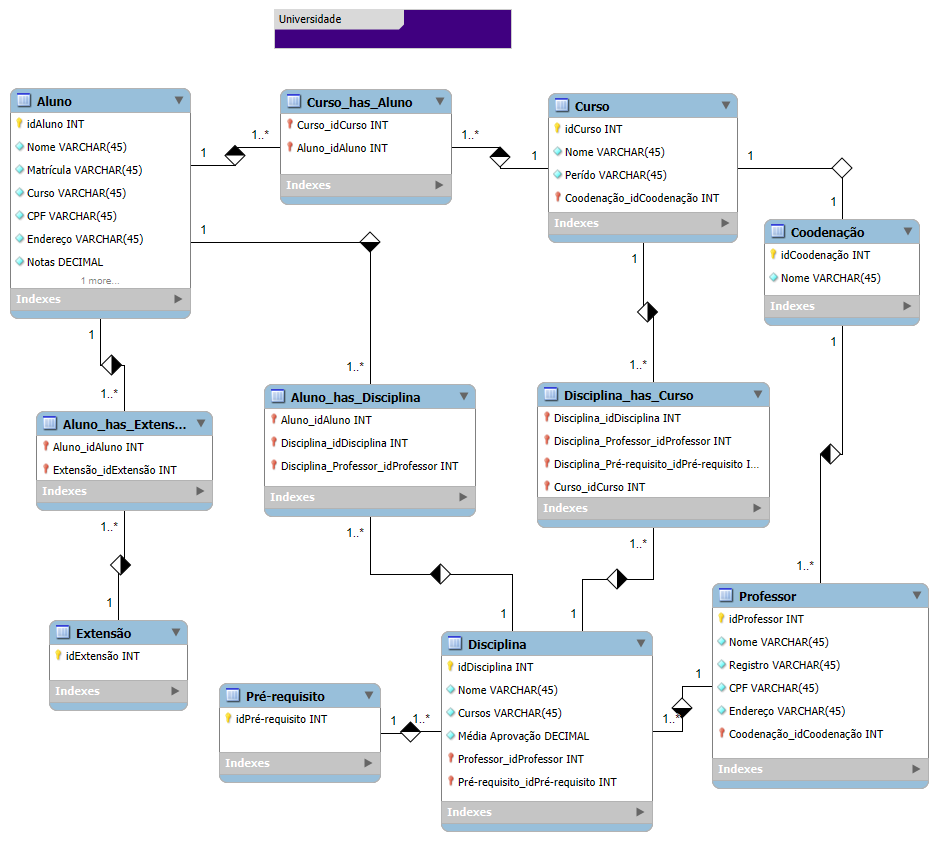 Universidade
Aluno
idAluno INT
Nome VARCHAR(45)
Matrícula VARCHAR(45)
Curso VARCHAR(45)
CPF VARCHAR(45)
Endereço VARCHAR(45)
Notas DECIMAL
1 more...
Indexes
1
1..*
Curso_has_Aluno
Curso_idCurso INT
Aluno_idAluno INT
Indexes
1..*
1
Curso
idCurso INT
Nome VARCHAR(45)
Perído VARCHAR(45)
Coodenação_idCoodenação INT
Indexes
1
1
Coodenação
idCoodenação INT
Nome VARCHAR(45)
Indexes
1
1..*
1
1..*
1
1..*
1
1..*
Aluno_has_Extens...
Aluno_idAluno INT
Extensão_idExtensão INT
Indexes
1..*
1
Aluno_has_Disciplina
Aluno_idAluno INT
Disciplina_idDisciplina INT
Disciplina_Professor_idProfessor INT
Indexes
1..*
1
Disciplina_has_Curso
Disciplina_idDisciplina INT
Disciplina_Professor_idProfessor INT
Disciplina_Pré-requisito_idPré-requisito I...
Curso_idCurso INT
Indexes
1..*
1
Extensão
idExtensão INT
Indexes
Pré-requisito
idPré-requisito INT
Indexes
1
1..*
Disciplina
idDisciplina INT
Nome VARCHAR(45)
Cursos VARCHAR(45)
Média Aprovação DECIMAL
Professor_idProfessor INT
Pré-requisito_idPré-requisito INT
Indexes
1
1..*
Professor
idProfessor INT
Nome VARCHAR(45)
Registro VARCHAR(45)
CPF VARCHAR(45)
Endereço VARCHAR(45)
Coodenação_idCoodenação INT
Indexes